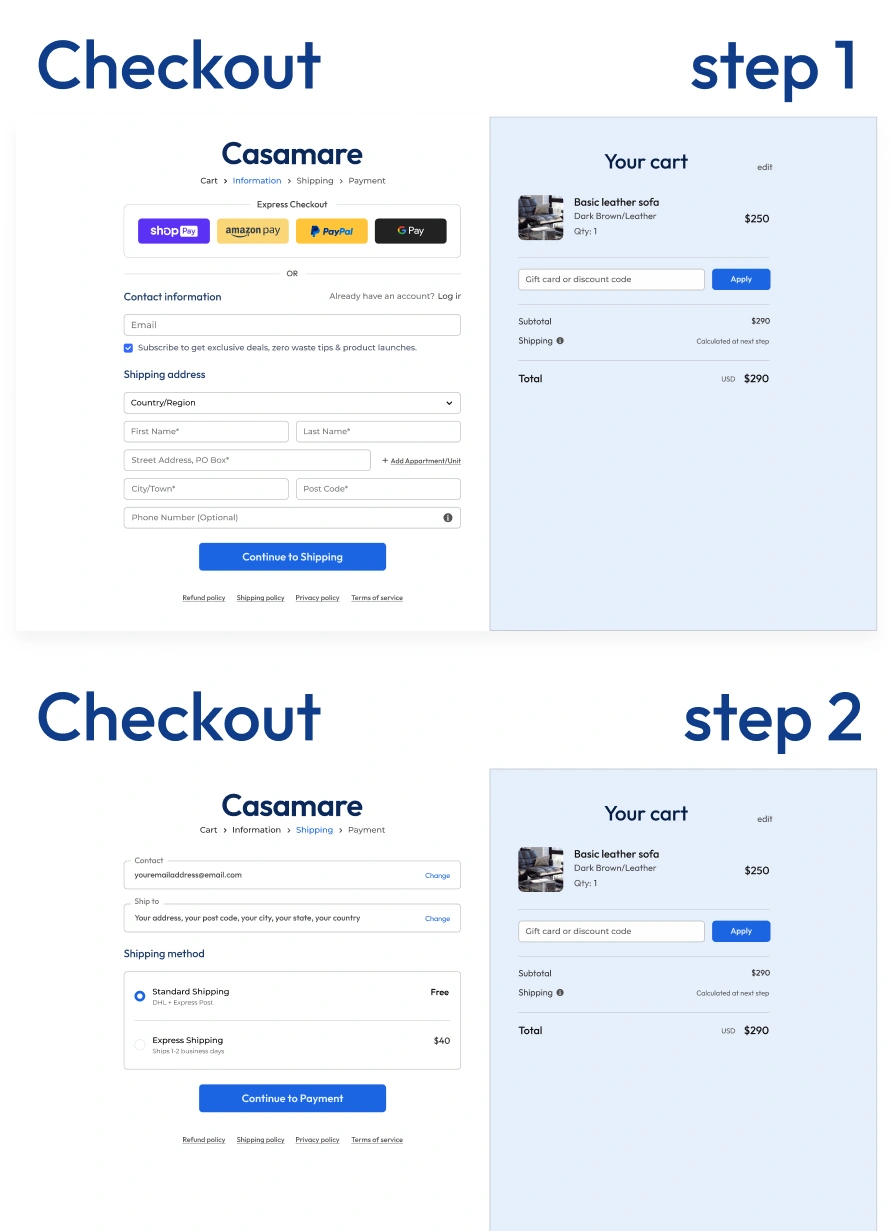 Checkout step 1
Casamare
Cart > Information > Shipping > Payment
Express Checkout
shop Pay
amazon pay
PayPal
G Pay
OR
Contact information
Already have an account? Log in
Email
Subscribe to get exclusive deals, zero waste tips & product launches.
Shipping address
Country/Region
First Name*
Last Name*
Street Address, PO Box*
+ Add Appartment/Unit
City/Town*
Post Code*
Phone Number (Optional)
Continue to Shipping
Refund policy Shipping policy Privacy policy Terms of service
Your cart
edit
Basic leather sofa
Dark Brown/Leather
Qty: 1
$250
Gift card or discount code
Apply
Subtotal $290
Shipping Calculated at next step
Total USD $290
Checkout step 2
Casamare
Cart > Information > Shipping > Payment
Contact
youremailaddress@email.com Change
Ship to
Your address, your post code, your city, your state, your country Change
Shipping method
Standard Shipping Free
DHL + Express Post
Express Shipping $40
Ships 1-2 business days
Continue to Payment
Refund policy Shipping policy Privacy policy Terms of service
Your cart
edit
Basic leather sofa
Dark Brown/Leather
Qty: 1
$250
Gift card or discount code
Apply
Subtotal $290
Shipping Calculated at next step
Total USD $290